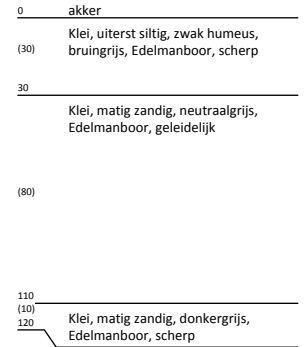 0 akker
Klei, uiterst siltig, zwak humeus,
(30) bruingrijs, Edelmanboor, scherp
30
Klei, matig zandig, neutraalgrijs,
Edelmanboor, geleidelijk
(80)
110
(10)
Klei, matig zandig, donkergrijs,
120
Edelmanboor, scherp